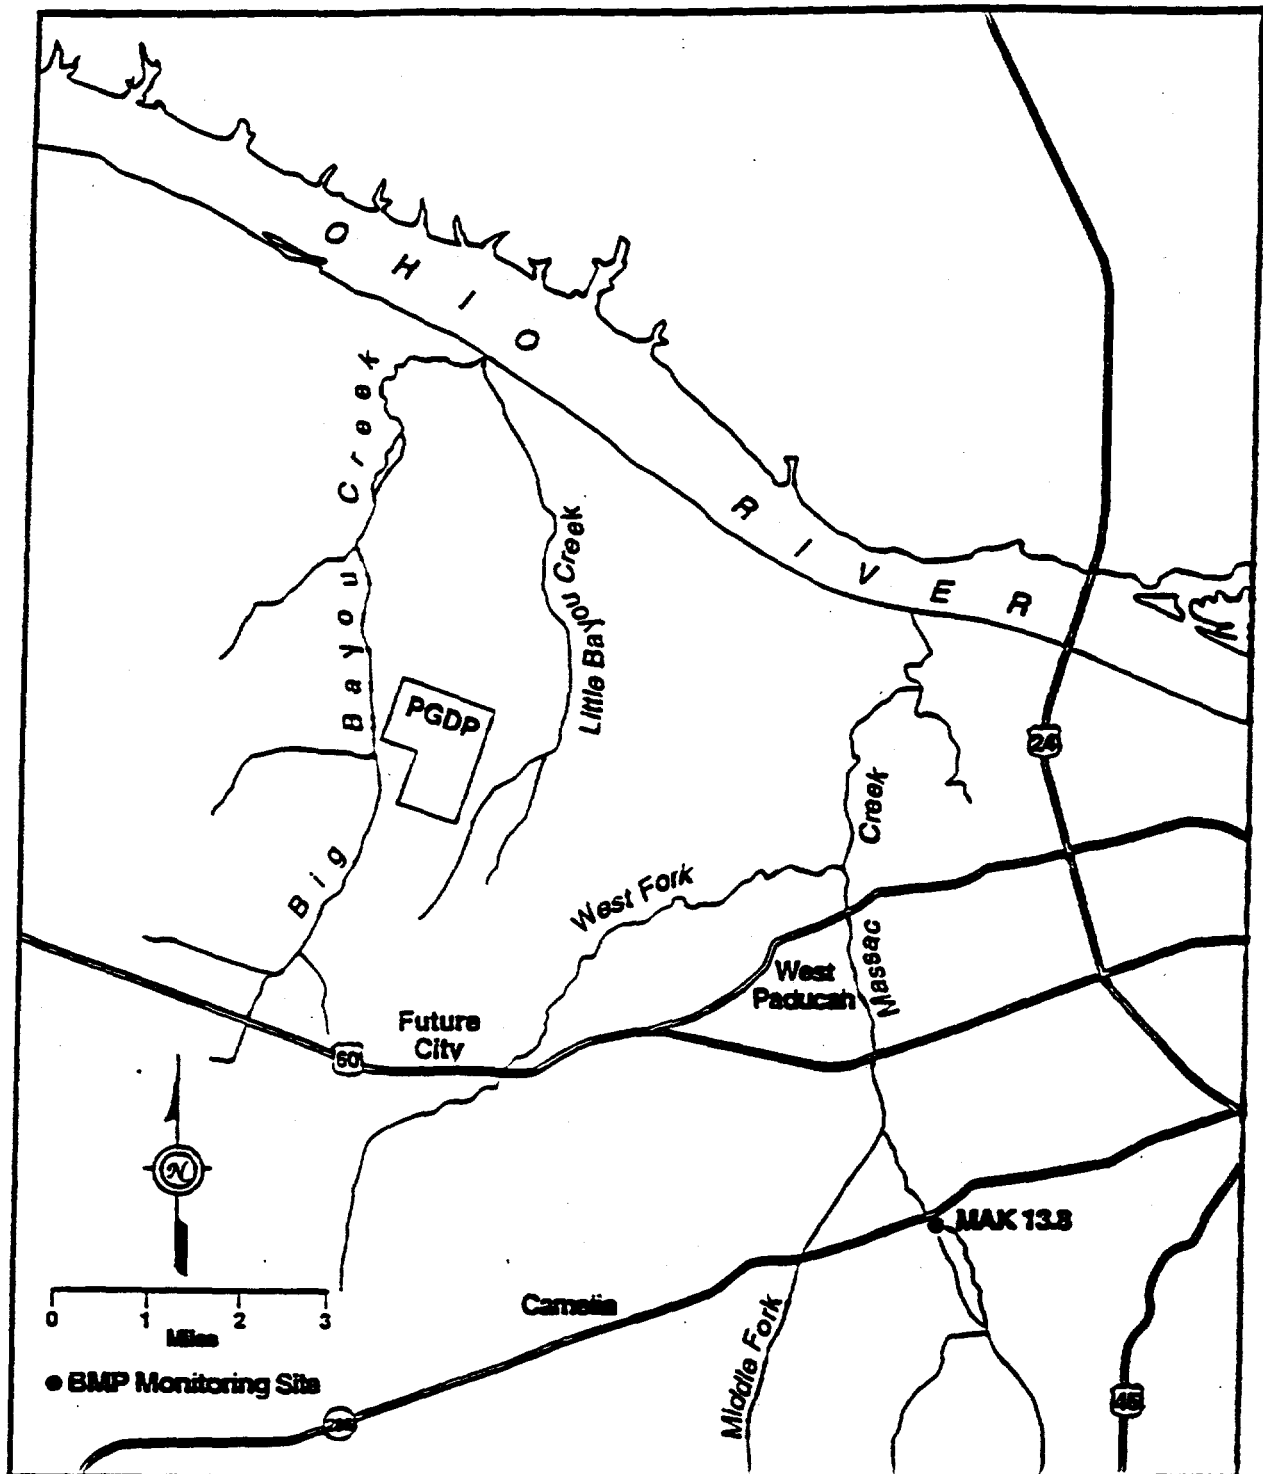 OHIO
RIVER
Big Bayou Creek
Little Bayou Creek
PGDP
24
Massac Creek
West Fork
West
Paducah
Future
City
60
N
MAK 13.8
Camelia
Middle Fork
0 1 2 3
Miles
BMP Monitoring Site
45